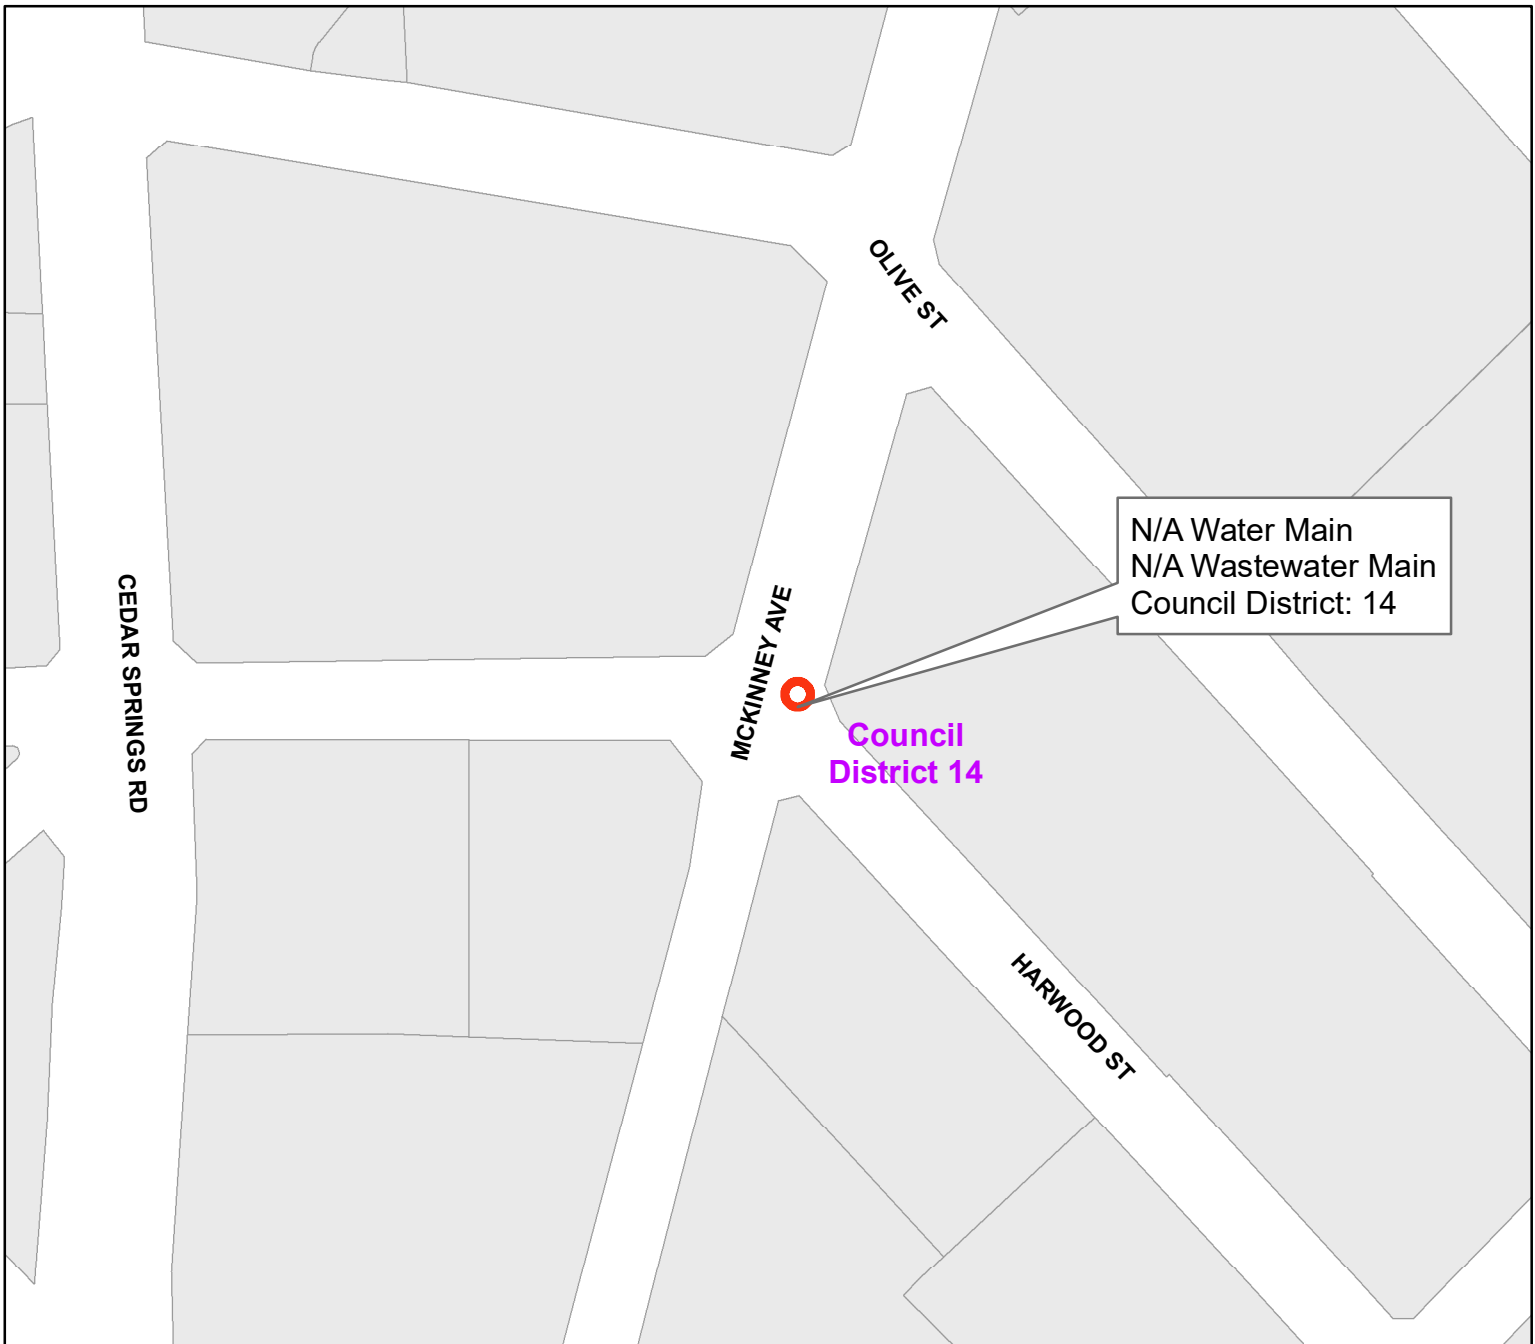 OLIVE ST
N/A Water Main
N/A Wastewater Main
Council District: 14
CEDAR SPRINGS RD
MCKINNEY AVE
Council
District 14
HARWOOD ST